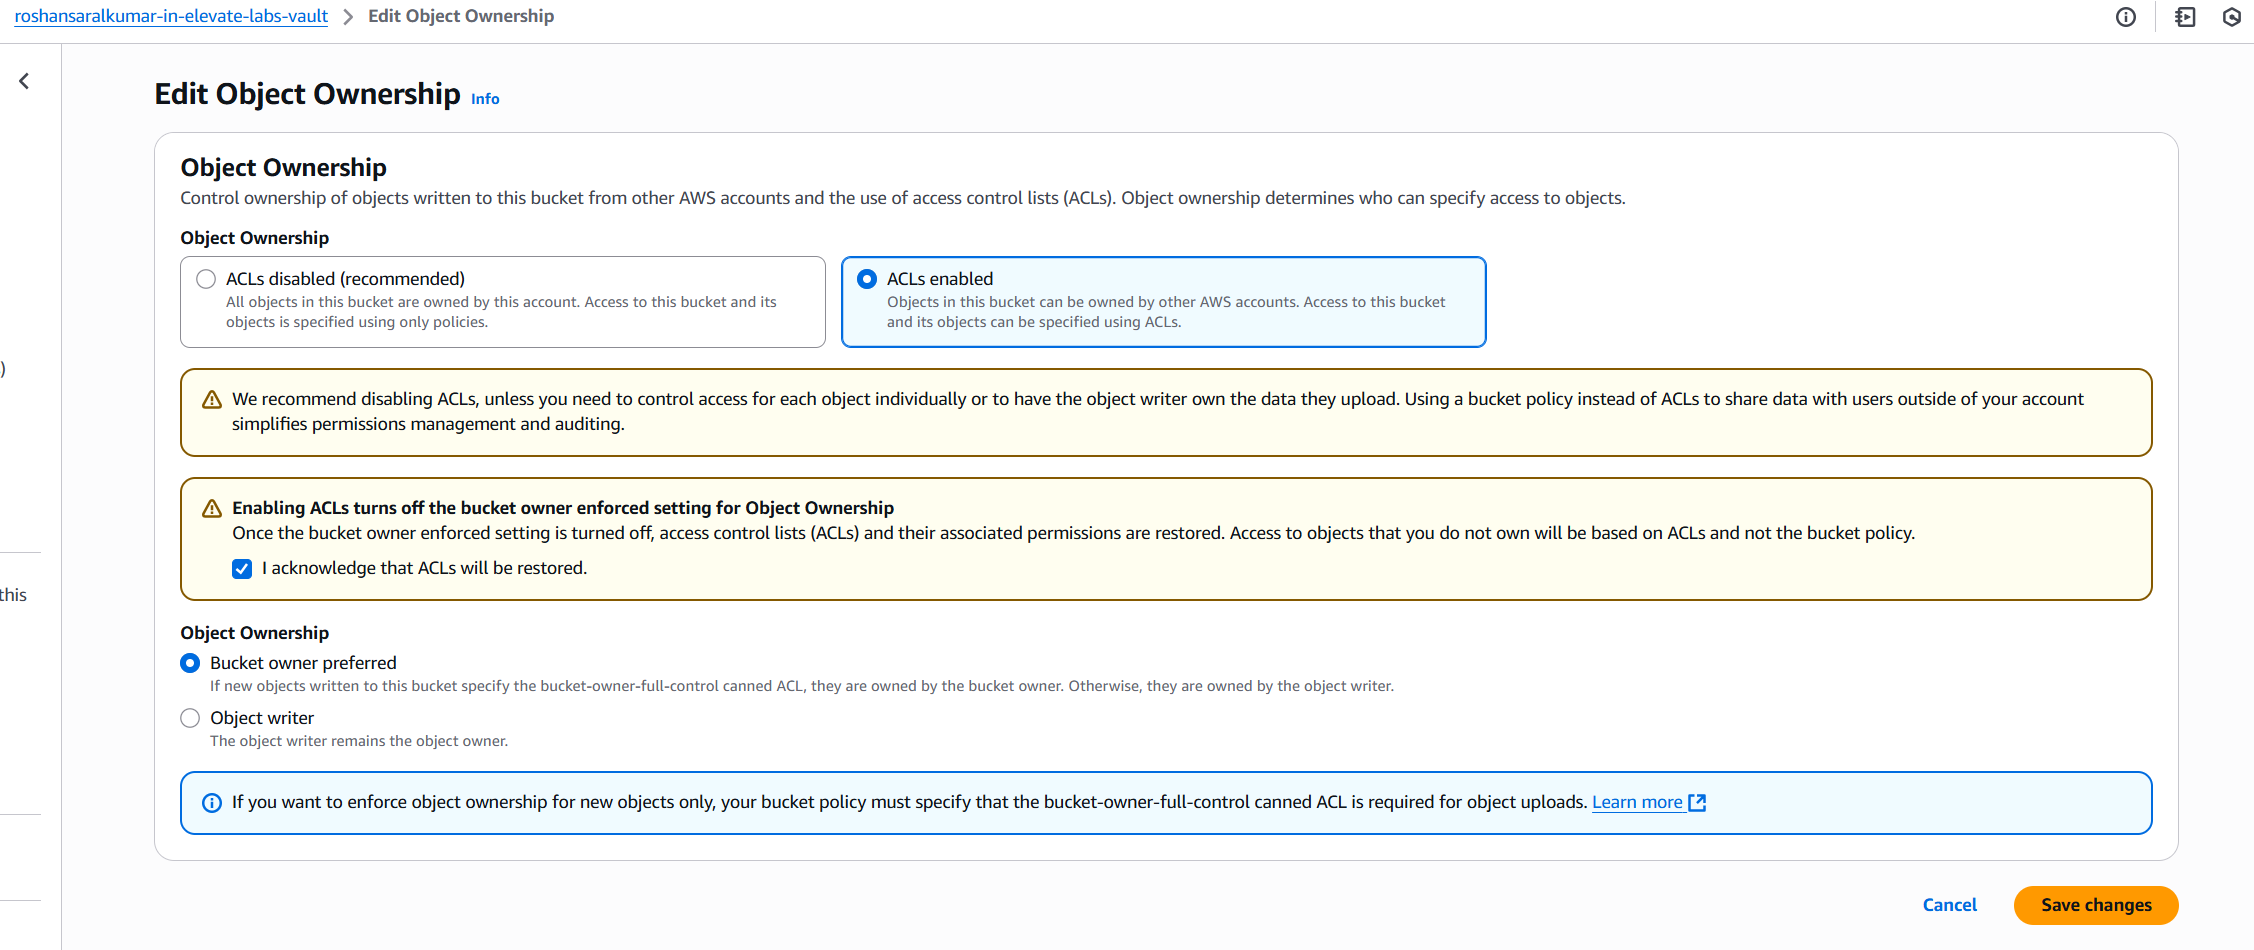 roshansaralkumar-in-elevate-labs-vault > Edit Object Ownership
Edit Object Ownership Info
Object Ownership
Control ownership of objects written to this bucket from other AWS accounts and the use of access control lists (ACLs). Object ownership determines who can specify access to objects.
Object Ownership
ACLs disabled (recommended)
All objects in this bucket are owned by this account. Access to this bucket and its
objects is specified using only policies.
ACLs enabled
Objects in this bucket can be owned by other AWS accounts. Access to this bucket
and its objects can be specified using ACLs.
)
We recommend disabling ACLs, unless you need to control access for each object individually or to have the object writer own the data they upload. Using a bucket policy instead of ACLs to share data with users outside of your account
simplifies permissions management and auditing.
Enabling ACLs turns off the bucket owner enforced setting for Object Ownership
Once the bucket owner enforced setting is turned off, access control lists (ACLs) and their associated permissions are restored. Access to objects that you do not own will be based on ACLs and not the bucket policy.
I acknowledge that ACLs will be restored.
this
Object Ownership
Bucket owner preferred
If new objects written to this bucket specify the bucket-owner-full-control canned ACL, they are owned by the bucket owner. Otherwise, they are owned by the object writer.
Object writer
The object writer remains the object owner.
If you want to enforce object ownership for new objects only, your bucket policy must specify that the bucket-owner-full-control canned ACL is required for object uploads. Learn more
Cancel
Save changes